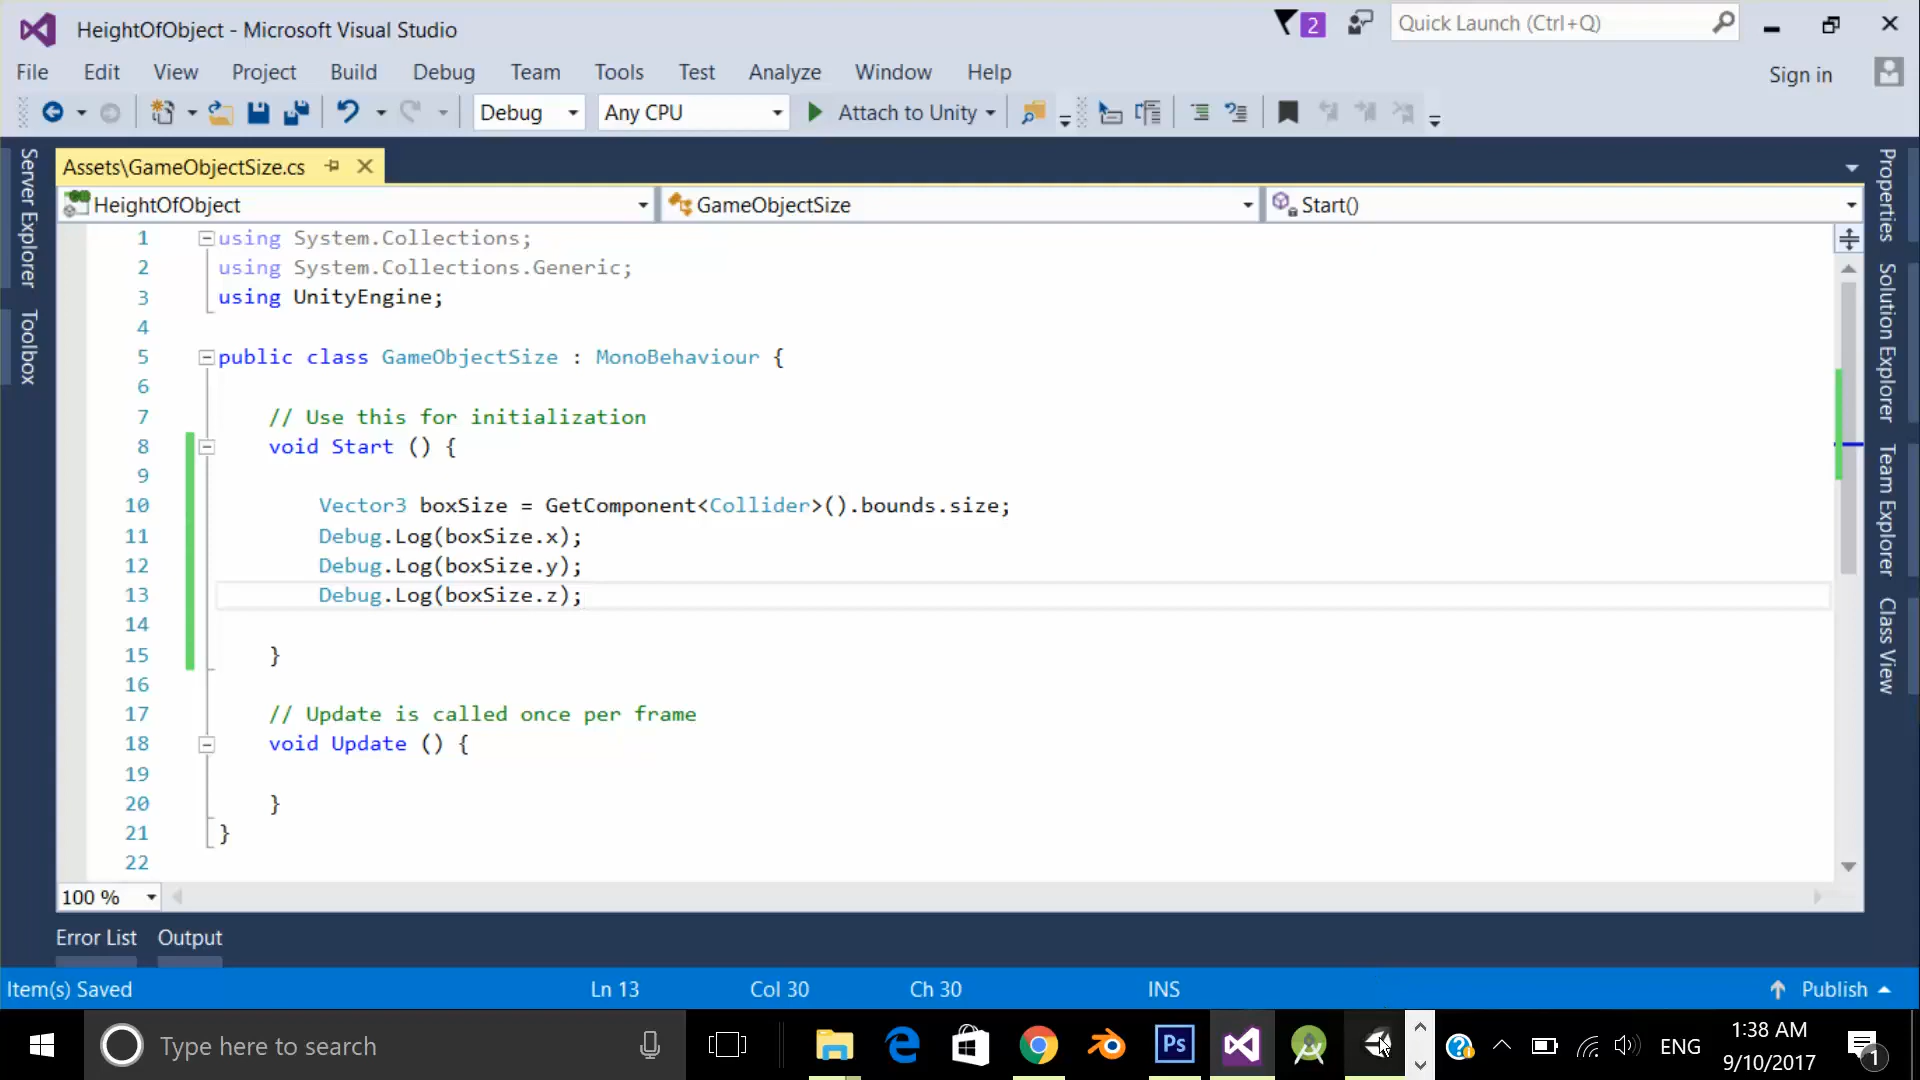 HeightOfObject - Microsoft Visual Studio
2
Quick Launch (Ctrl+Q)
File Edit View Project Build Debug Team Tools Test Analyze Window Help
Sign in
Debug Any CPU Attach to Unity
Server Explorer
Toolbox
Assets\GameObjectSize.cs
HeightOfObject GameObjectSize Start()
1 using System.Collections;
2 using System.Collections.Generic;
3 using UnityEngine;
4
5 public class GameObjectSize : MonoBehaviour {
6
7 // Use this for initialization
8 void Start () {
9
10 Vector3 boxSize = GetComponent<Collider>().bounds.size;
11 Debug.Log(boxSize.x);
12 Debug.Log(boxSize.y);
13 Debug.Log(boxSize.z);
14
15 }
16
17 // Update is called once per frame
18 void Update () {
19
20 }
21 }
22
Properties
Solution Explorer
Team Explorer
Class View
100 %
Error List Output
Item(s) Saved Ln 13 Col 30 Ch 30 INS Publish
Type here to search
Ps
ENG
1:38 AM
9/10/2017
1